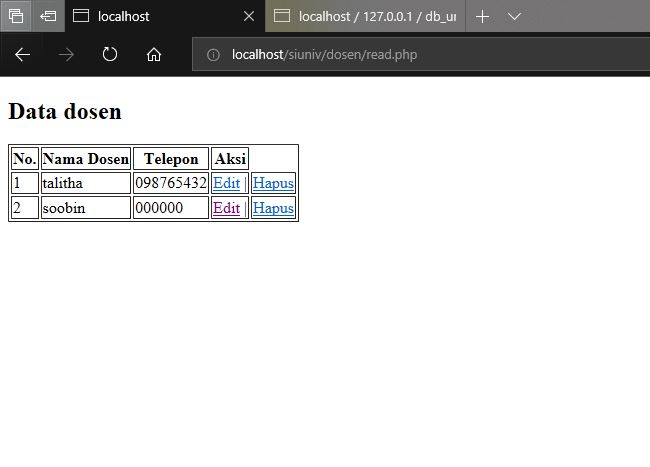 localhost
localhost / 127.0.0.1 / db_u
localhost/siuniv/dosen/read.php
Data dosen
No. Nama Dosen Telepon Aksi
1 talitha 098765432 Edit | Hapus
2 soobin 000000 Edit | Hapus